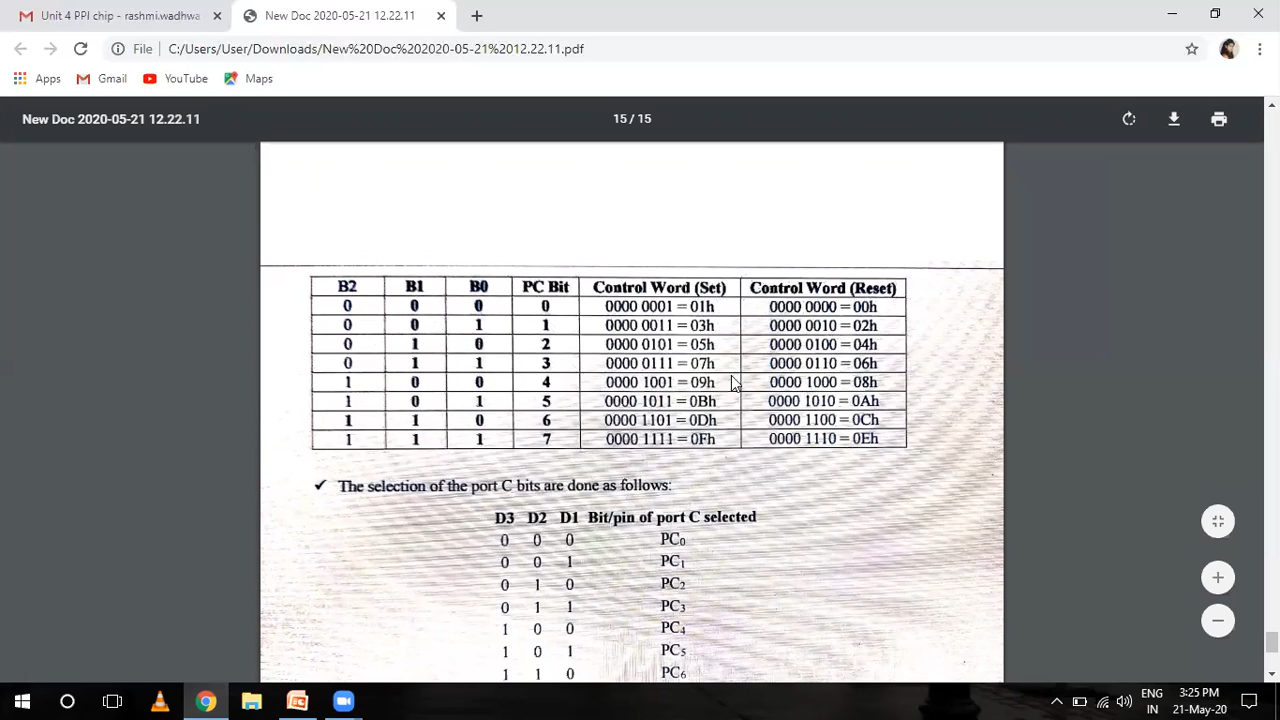 Unit 4 PPI chip - rashmi.wadhwa
New Doc 2020-05-21 12.22.11
File C:/Users/User/Downloads/New%20Doc%202020-05-21%2012.22.11.pdf
Apps Gmail YouTube Maps
New Doc 2020-05-21 12.22.11 15 / 15
B2 B1 B0 PC Bit Control Word (Set) Control Word (Reset)
0 0 0 0 0000 0001 = 01h 0000 0000 = 00h
0 0 1 1 0000 0011 = 03h 0000 0010 = 02h
0 1 0 2 0000 0101 = 05h 0000 0100 = 04h
0 1 1 3 0000 0111 = 07h 0000 0110 = 06h
1 0 0 4 0000 1001 = 09h 0000 1000 = 08h
1 0 1 5 0000 1011 = 0Bh 0000 1010 = 0Ah
1 1 0 6 0000 1101 = 0Dh 0000 1100 = 0Ch
1 1 1 7 0000 1111 = 0Fh 0000 1110 = 0Eh
✓ The selection of the port C bits are done as follows:
D3 D2 D1 Bit/pin of port C selected
0 0 0 PC0
0 0 1 PC1
0 1 0 PC2
0 1 1 PC3
1 0 0 PC4
1 0 1 PC5
1 1 0 PC6
ENG
IN
3:25 PM
21-May-20